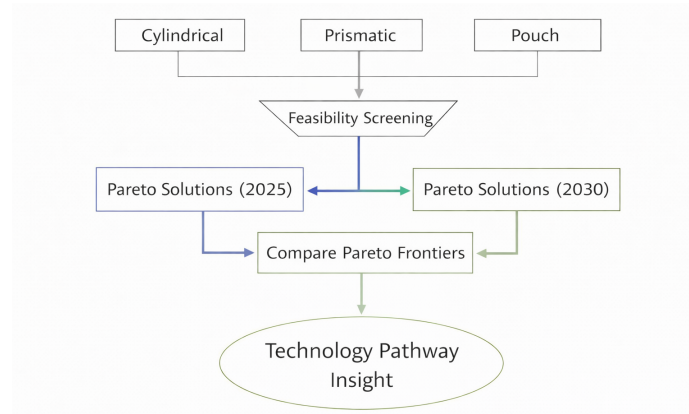 Cylindrical
Prismatic
Pouch
Feasibility Screening
Pareto Solutions (2025)
Pareto Solutions (2030)
Compare Pareto Frontiers
Technology Pathway
Insight